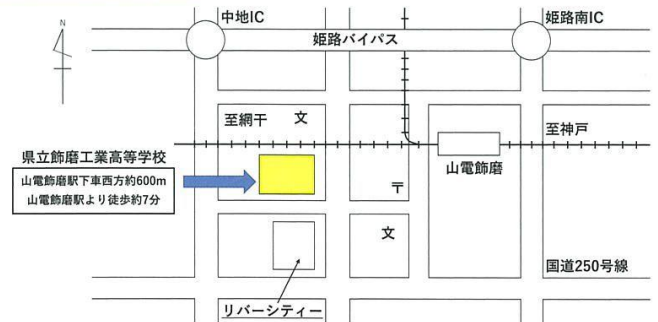 N
中地IC
姫路南IC
姫路バイパス
至網干
文
至神戸
県立飾磨工業高等学校
山電飾磨駅下車西方約600m
山電飾磨駅より徒歩約7分
山電飾磨
〒
文
国道250号線
リバーシティー